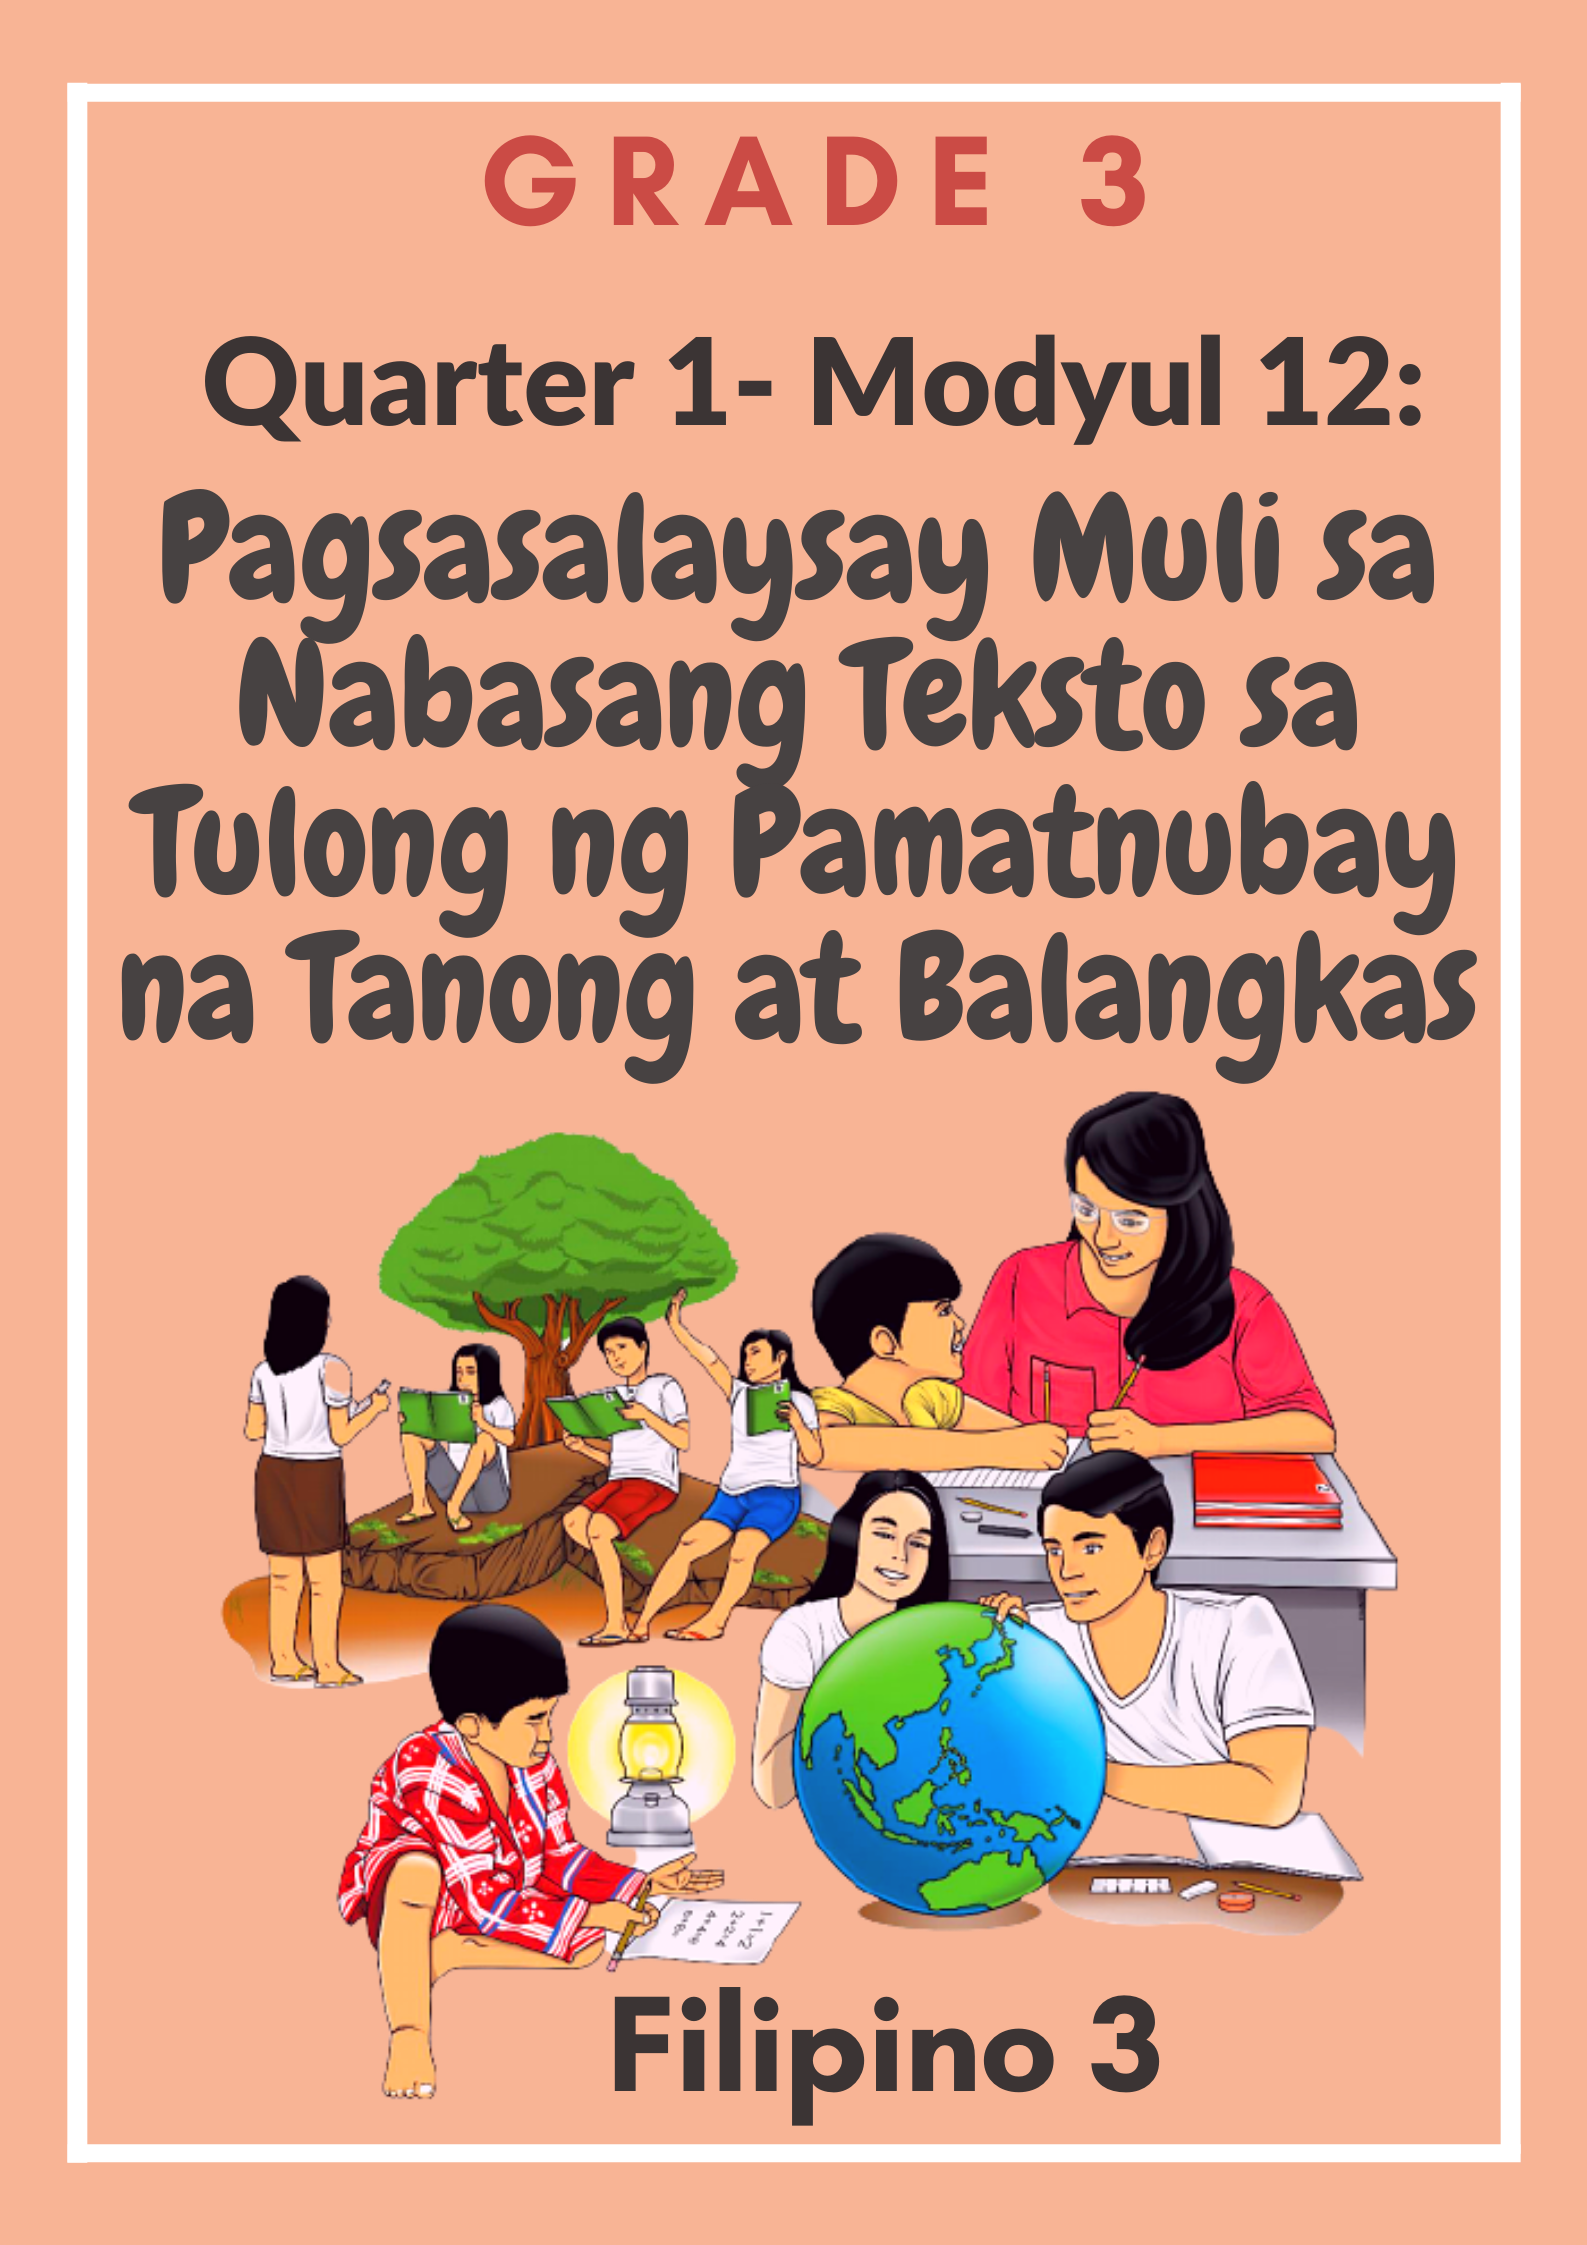 GRADE 3
Quarter 1- Modyul 12:
Pagsasalaysay Muli sa
Nabasang Teksto sa
Tulong ng Pamatnubay
na Tanong at Balangkas
1+1=2
2+2=4
4+4=8
Filipino 3